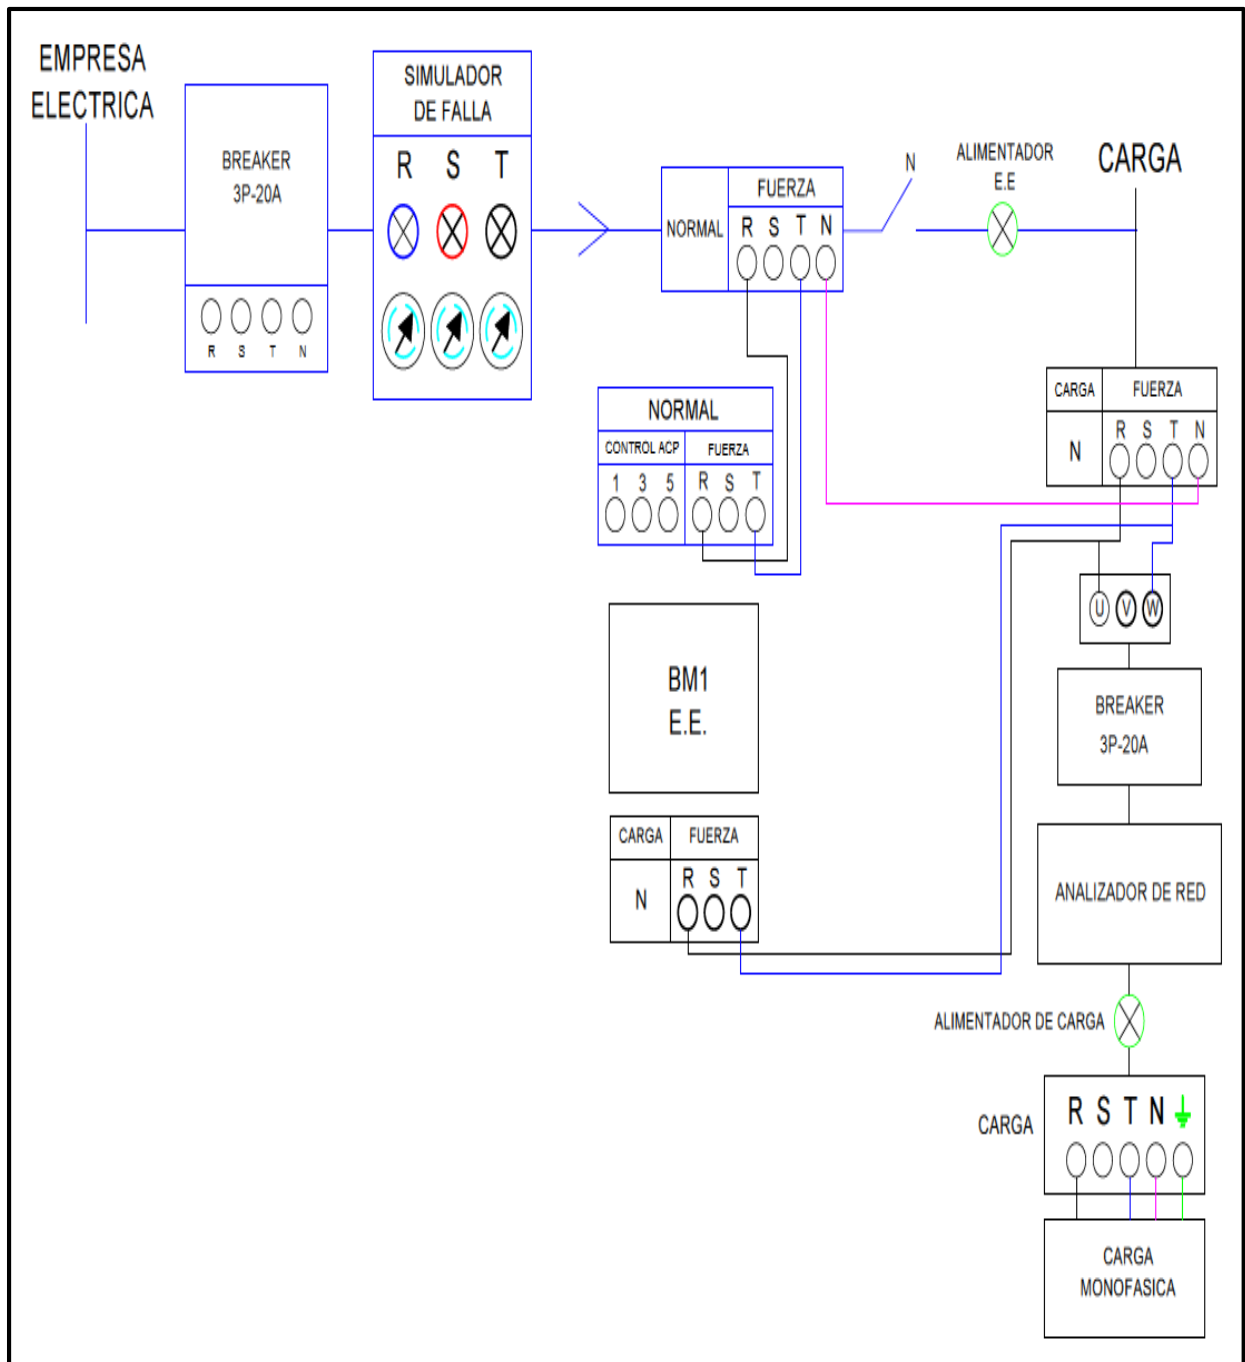 EMPRESA
ELECTRICA
BREAKER
3P-20A
R S T N
SIMULADOR
DE FALLA
R S T
NORMAL
FUERZA
R S T N
N
ALIMENTADOR
E.E
CARGA
CARGA
FUERZA
N
R S T N
NORMAL
CONTROL ACP
FUERZA
1 3 5
R S T
U V W
BM1
E.E.
BREAKER
3P-20A
CARGA
FUERZA
N
R S T
ANALIZADOR DE RED
ALIMENTADOR DE CARGA
CARGA
R S T N
CARGA
MONOFASICA